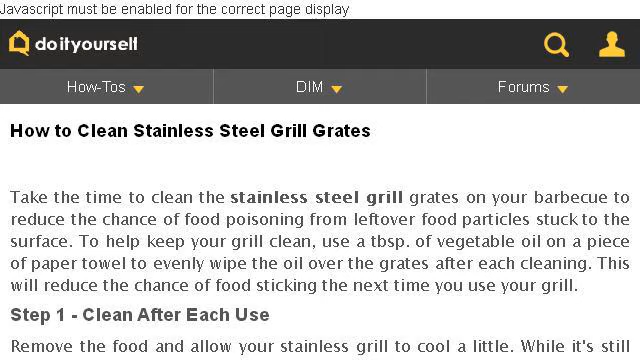 Javascript must be enabled for the correct page display
doityourself
How-Tos
DIM
Forums
How to Clean Stainless Steel Grill Grates
Take the time to clean the stainless steel grill grates on your barbecue to
reduce the chance of food poisoning from leftover food particles stuck to the
surface. To help keep your grill clean, use a tbsp. of vegetable oil on a piece
of paper towel to evenly wipe the oil over the grates after each cleaning. This
will reduce the chance of food sticking the next time you use your grill.
Step 1 - Clean After Each Use
Remove the food and allow your stainless grill to cool a little. While it's still